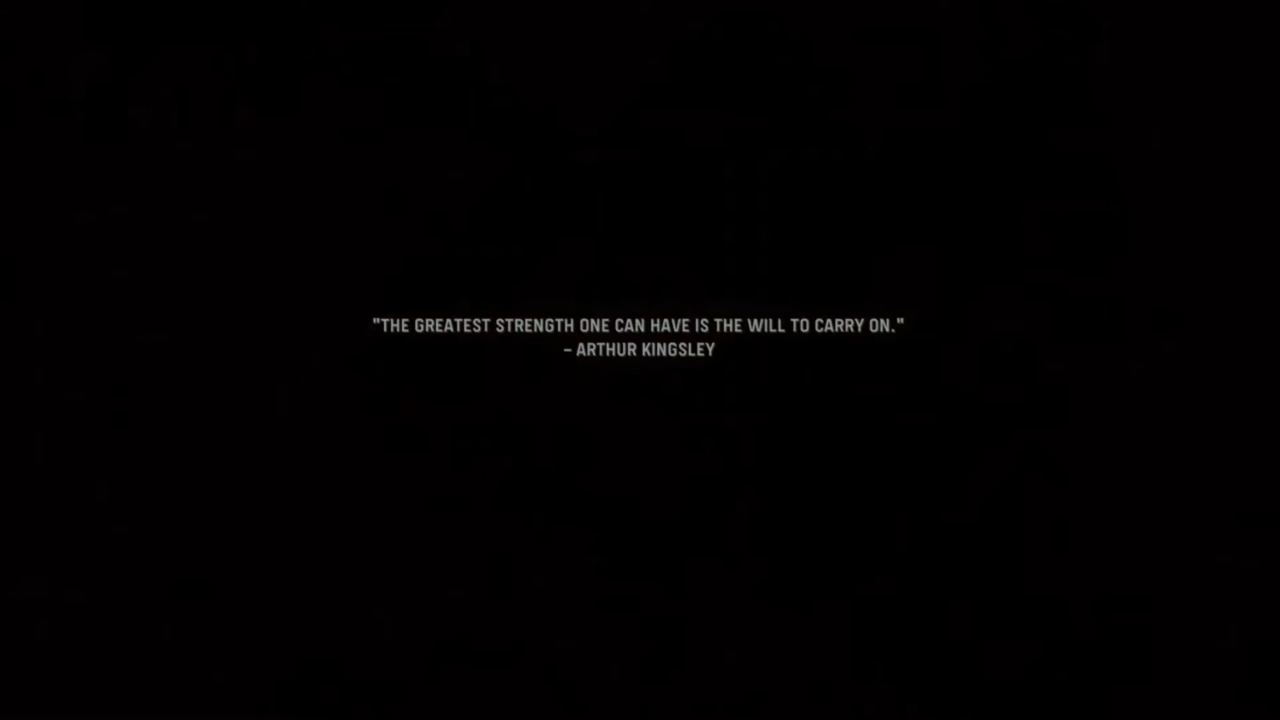 "THE GREATEST STRENGTH ONE CAN HAVE IS THE WILL TO CARRY ON."
– ARTHUR KINGSLEY